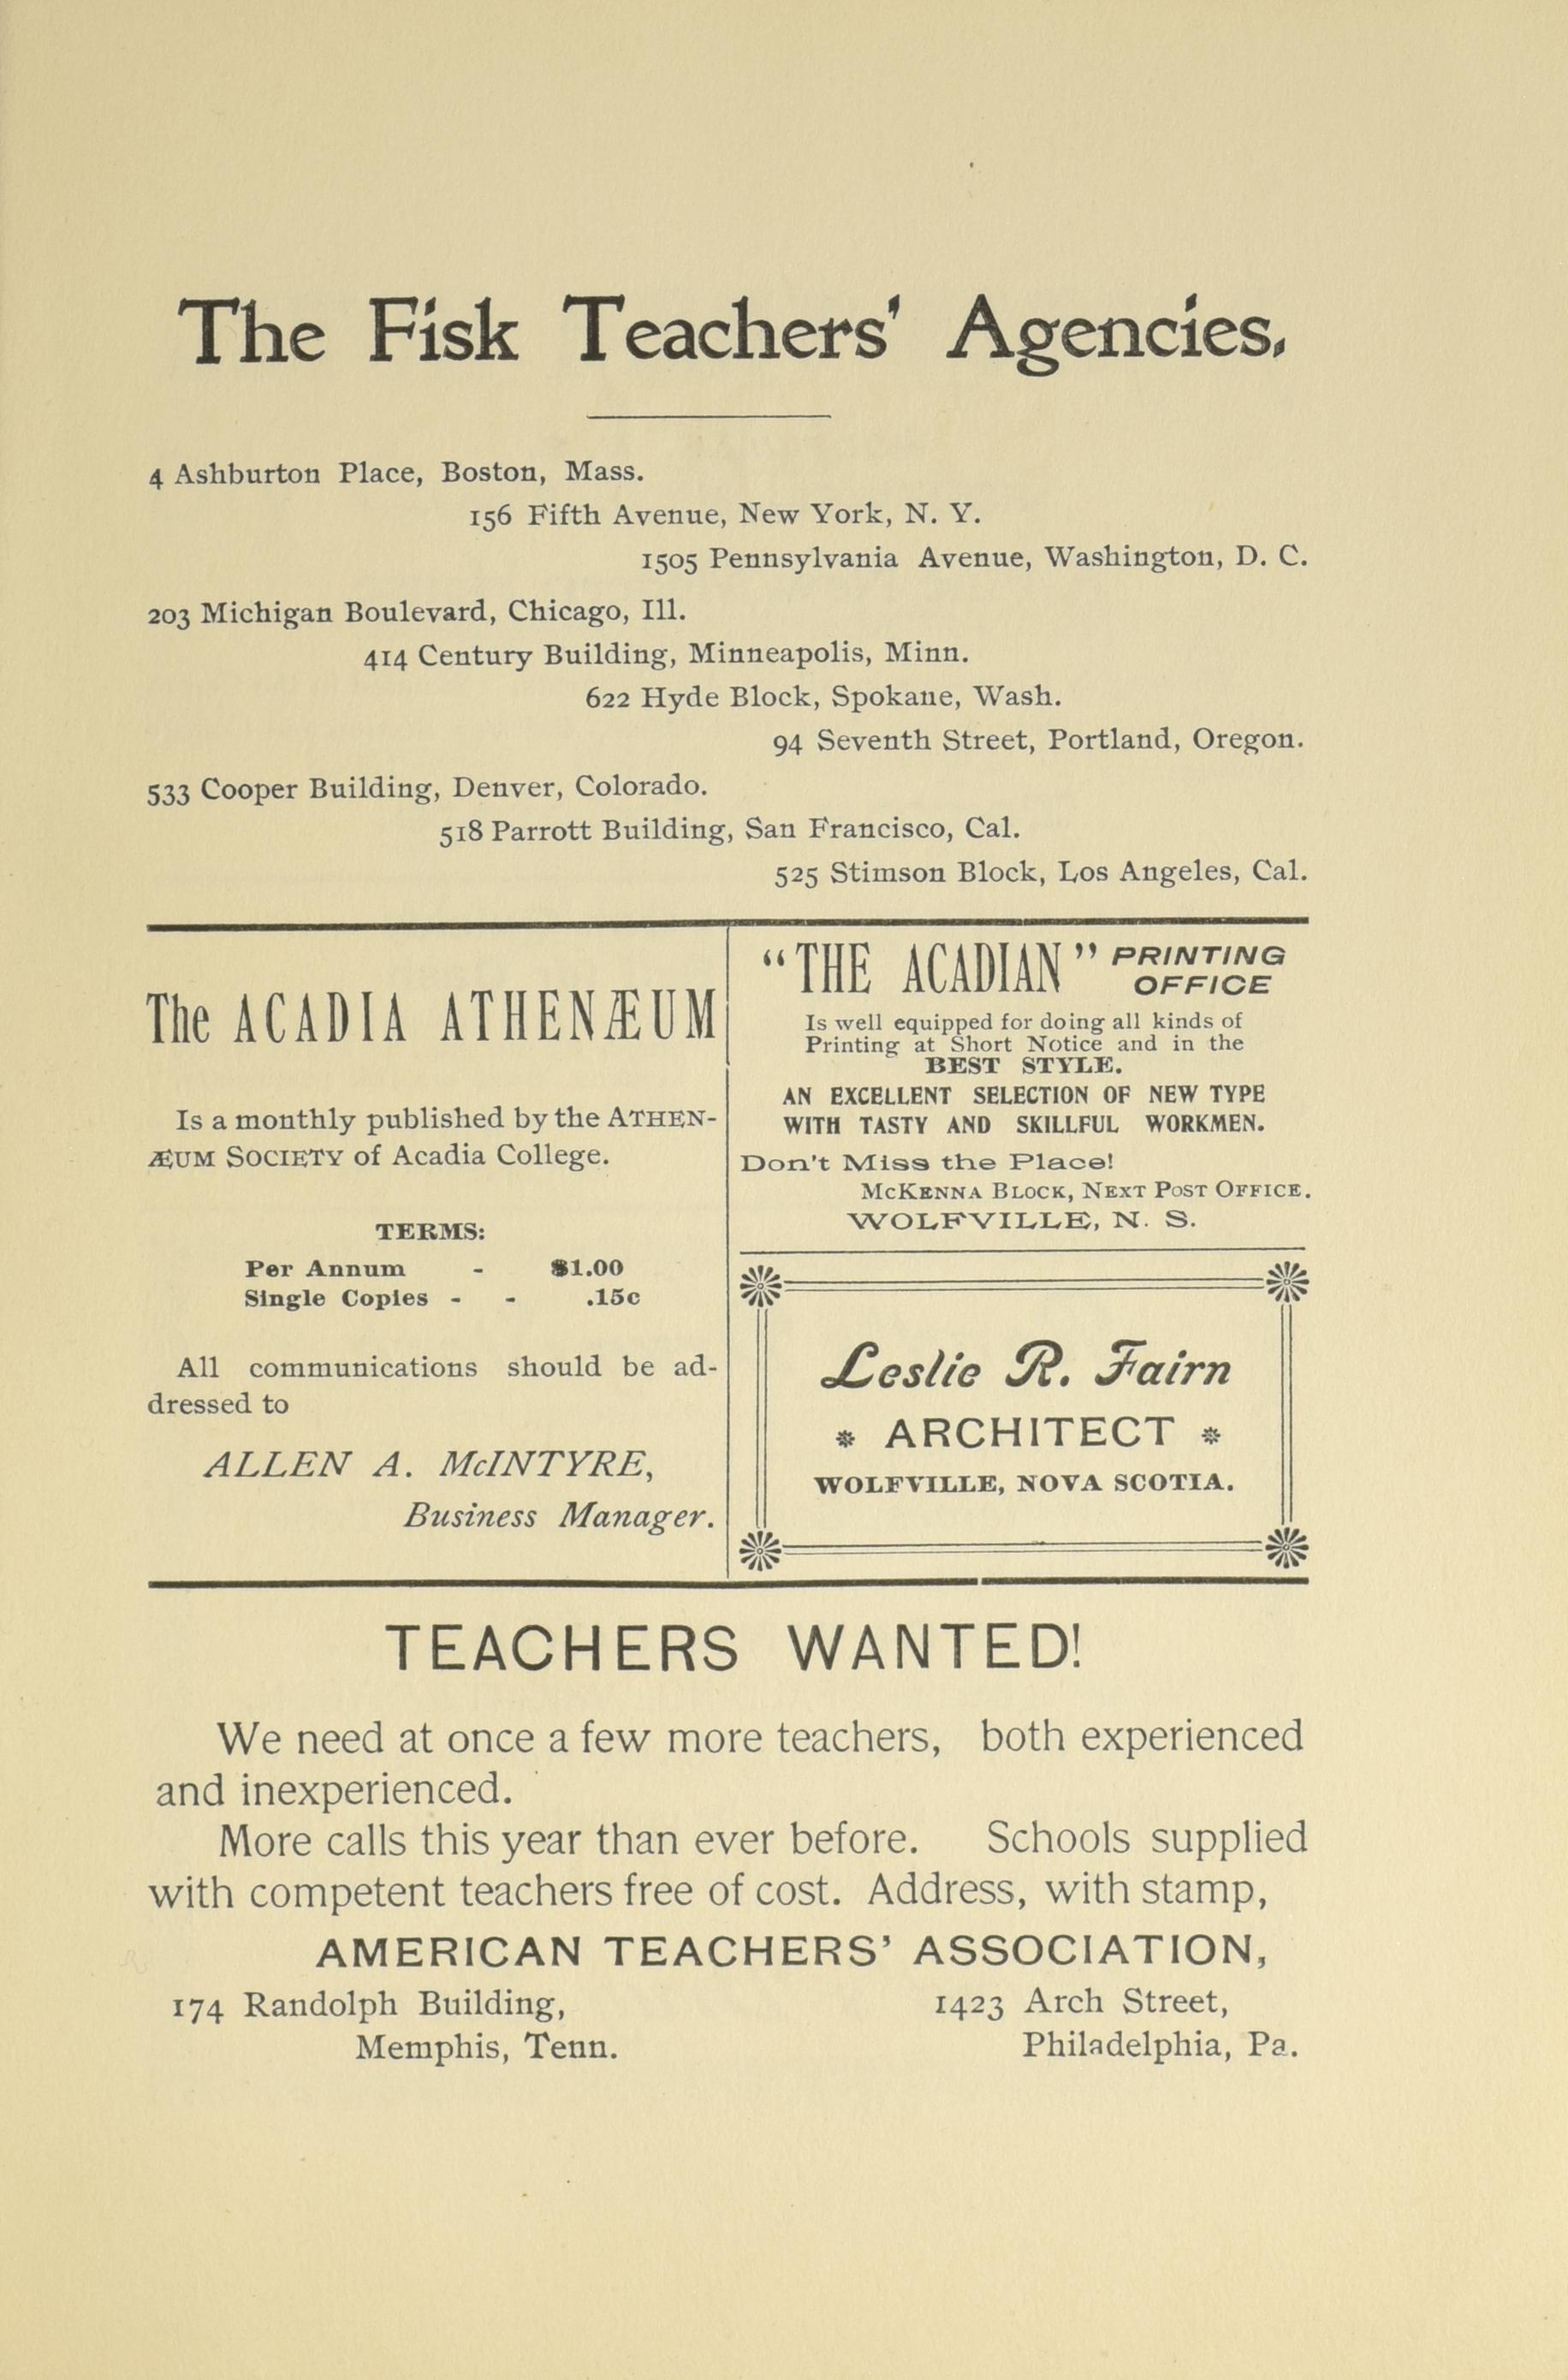 The Fisk Teachers' Agencies,
4 Ashburton Place, Boston, Mass.
156 Fifth Avenue, New York, N. Y.
1505 Pennsylvania Avenue, Washington, D. C.
203 Michigan Boulevard, Chicago, Ill.
414 Century Building, Minneapolis, Minn.
622 Hyde Block, Spokane, Wash.
94 Seventh Street, Portland, Oregon.
533 Cooper Building, Denver, Colorado.
518 Parrott Building, San Francisco, Cal.
525 Stimson Block, Los Angeles, Cal.
The ACADIA ATHENÆUM
Is a monthly published by the ATHEN-
ÆUM SOCIETY of Acadia College.
TERMS:
Per Annum - $1.00
Single Copies - - .15c
All communications should be ad-
dressed to
ALLEN A. McINTYRE,
Business Manager.
"THE ACADIAN" PRINTING
OFFICE
Is well equipped for doing all kinds of
Printing at Short Notice and in the
BEST STYLE.
AN EXCELLENT SELECTION OF NEW TYPE
WITH TASTY AND SKILLFUL WORKMEN.
Don't Miss the Place!
McKENNA BLOCK, NEXT POST OFFICE.
WOLFVILLE, N. S.
Leslie R. Fairn
* ARCHITECT *
WOLFVILLE, NOVA SCOTIA.
TEACHERS WANTED!
We need at once a few more teachers, both experienced
and inexperienced.
More calls this year than ever before. Schools supplied
with competent teachers free of cost. Address, with stamp,
AMERICAN TEACHERS' ASSOCIATION,
174 Randolph Building,
Memphis, Tenn.
1423 Arch Street,
Philadelphia, Pa.